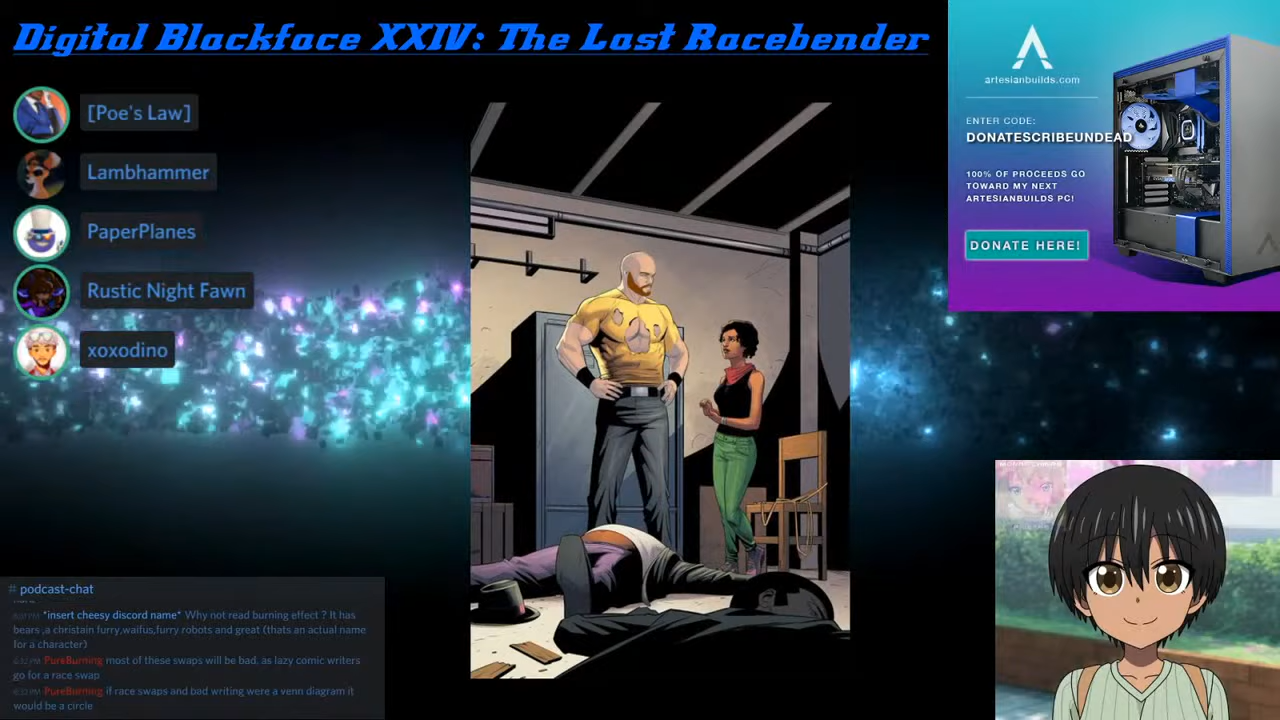 Digital Blackface XXIV: The Last Racebender
[Poe's Law]
Lambhammer
PaperPlanes
Rustic Night Fawn
xoxodino
artesianbuilds.com
ENTER CODE:
DONATESCRIBEUNDEAD
100% OF PROCEEDS GO
TOWARD MY NEXT
ARTESIANBUILDS PC!
DONATE HERE!
# podcast-chat
*insert cheesy discord name* Why not read burning effect ? It has
bears ,a christain furry,waifus,furry robots and great (thats an actual name
for a character)
PureBurning most of these swaps will be bad. as lazy comic writers
go for a race swap
PureBurning if race swaps and bad writing were a venn diagram it
would be a circle